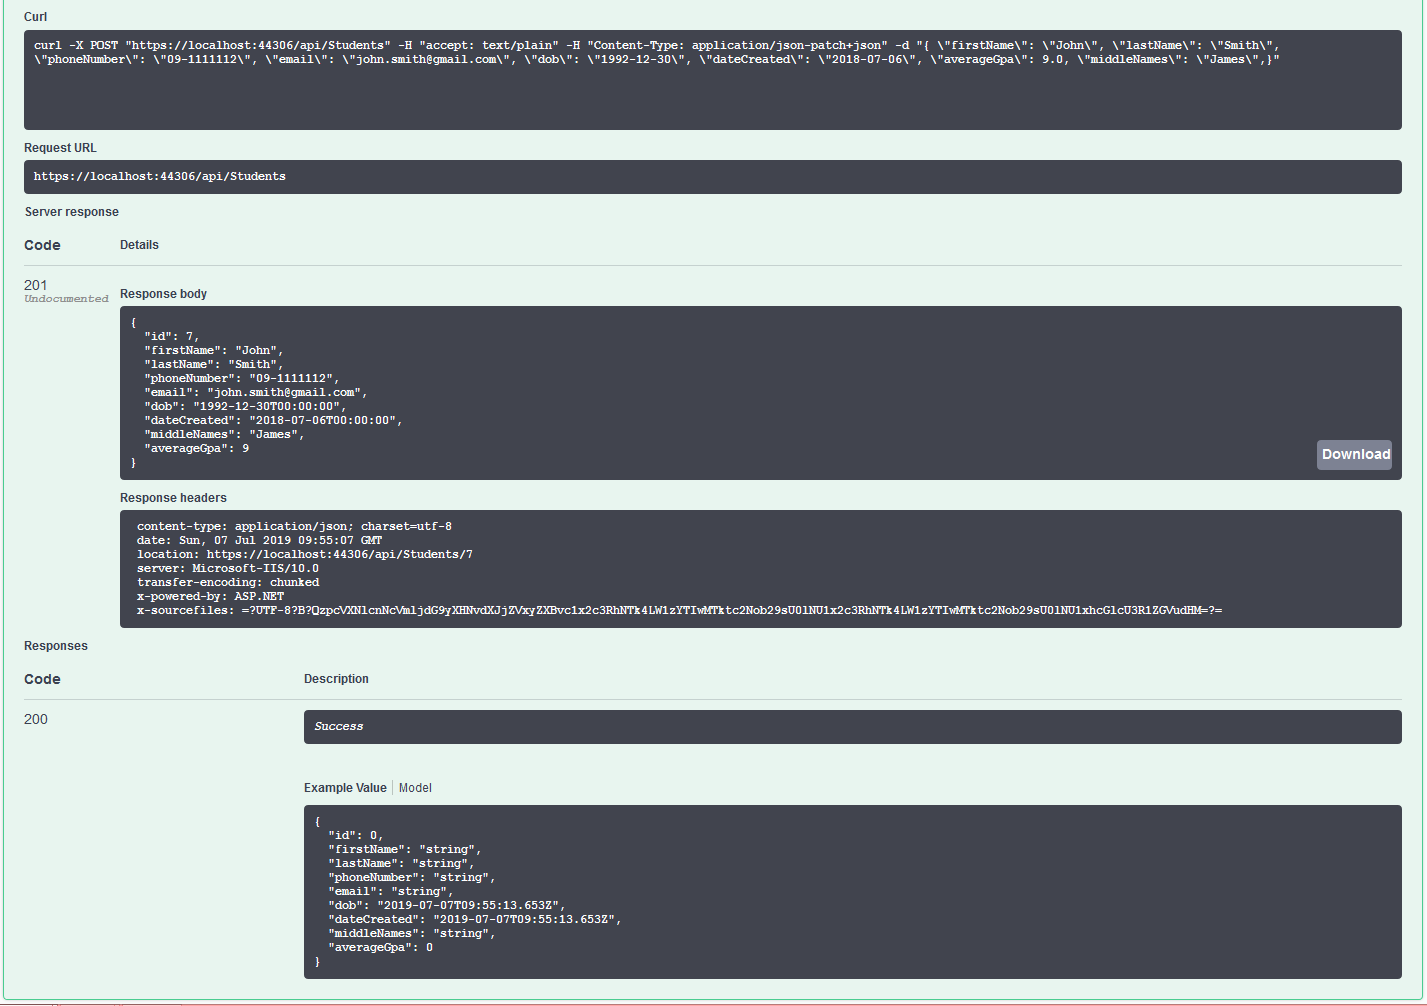 Curl
curl -X POST "https://localhost:44306/api/Students" -H "accept: text/plain" -H "Content-Type: application/json-patch+json" -d "{ \"firstName\": \"John\", \"lastName\": \"Smith\",
\"phoneNumber\": \"09-1111112\", \"email\": \"john.smith@gmail.com\", \"dob\": \"1992-12-30\", \"dateCreated\": \"2018-07-06\", \"averageGpa\": 9.0, \"middleNames\": \"James\",}"
Request URL
https://localhost:44306/api/Students
Server response
Code Details
201
Undocumented
Response body
{
"id": 7,
"firstName": "John",
"lastName": "Smith",
"phoneNumber": "09-1111112",
"email": "john.smith@gmail.com",
"dob": "1992-12-30T00:00:00",
"dateCreated": "2018-07-06T00:00:00",
"middleNames": "James",
"averageGpa": 9
}
Download
Response headers
content-type: application/json; charset=utf-8
date: Sun, 07 Jul 2019 09:55:07 GMT
location: https://localhost:44306/api/Students/7
server: Microsoft-IIS/10.0
transfer-encoding: chunked
x-powered-by: ASP.NET
x-sourcefiles: =?UTF-8?B?QzpcVXNlcnNcVmljdG9yXHNvdXJjZVxyZXBvc1x2c3RhNTk4LW1zYTIwMTktc2Nob29sU0lNU1x2c3RhNTk4LW1zYTIwMTktc2Nob29sU0lNU1xhcGlcU3R1ZGVudHM=?=
Responses
Code Description
200
Success
Example Value Model
{
"id": 0,
"firstName": "string",
"lastName": "string",
"phoneNumber": "string",
"email": "string",
"dob": "2019-07-07T09:55:13.653Z",
"dateCreated": "2019-07-07T09:55:13.653Z",
"middleNames": "string",
"averageGpa": 0
}